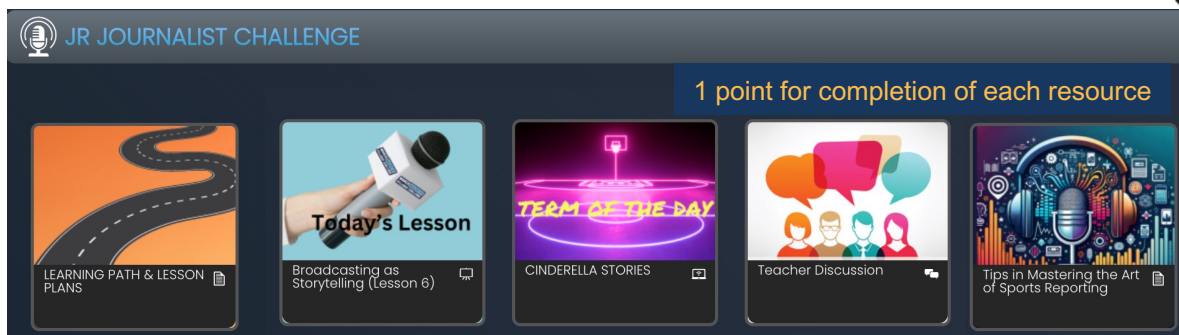 JR JOURNALIST CHALLENGE
1 point for completion of each resource
Today's Lesson
TERM OF THE DAY
LEARNING PATH & LESSON
PLANS
Broadcasting as
Storytelling (Lesson 6)
CINDERELLA STORIES
Teacher Discussion
Tips in Mastering the Art
of Sports Reporting